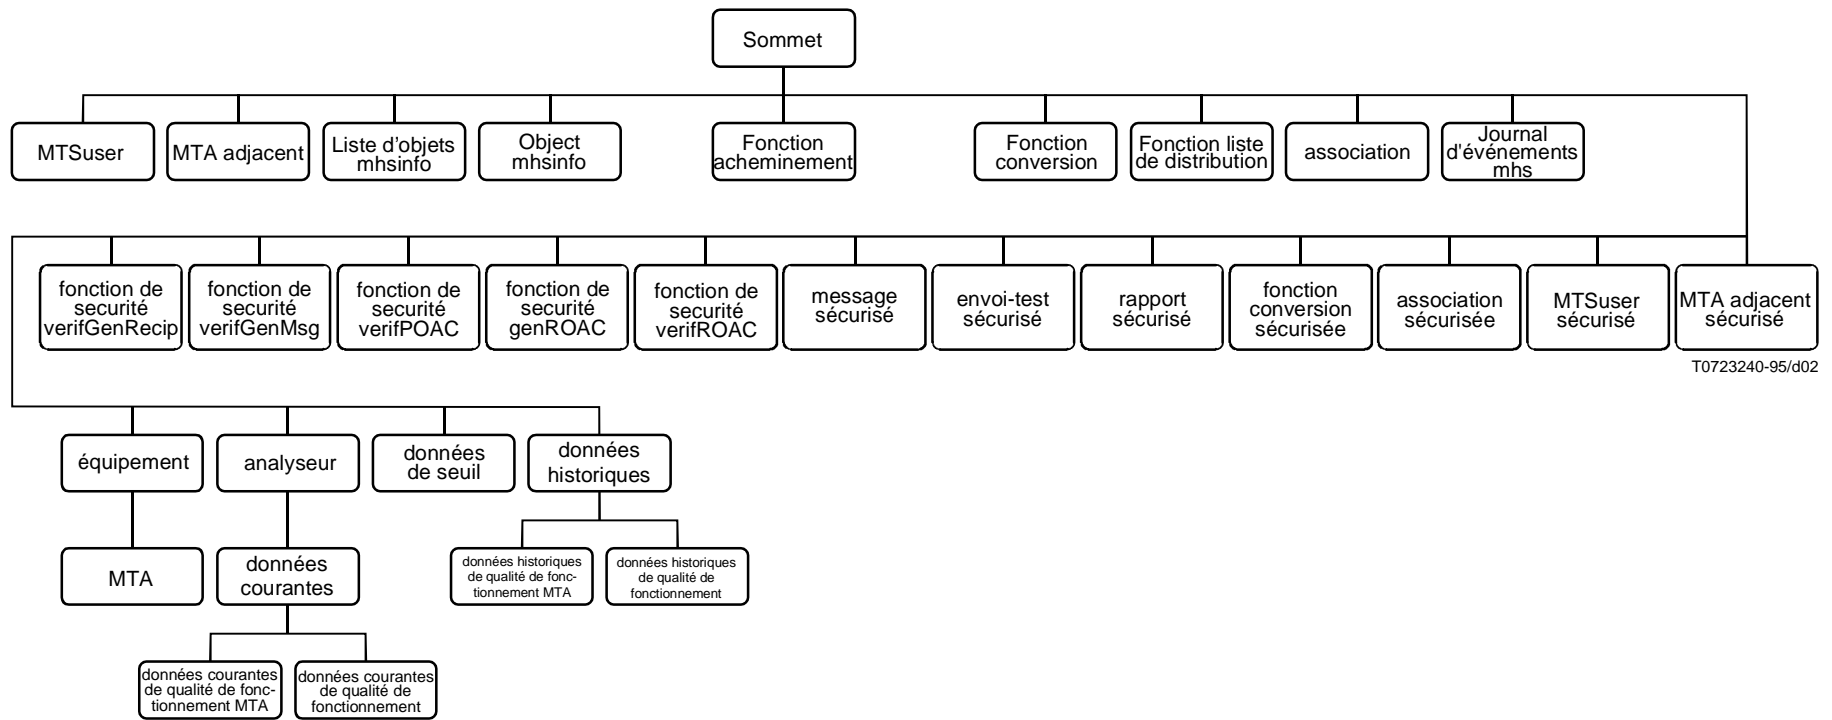 Sommet
MTSuser
MTA adjacent
Liste d'objets
mhsinfo
Object
mhsinfo
Fonction
acheminement
Fonction
conversion
Fonction liste
de distribution
association
Journal
d'événements
mhs
fonction de
securité
verifGenRecip
fonction de
securité
verifGenMsg
fonction de
securité
verifPOAC
fonction de
securité
genROAC
fonction de
securité
verifROAC
message
sécurisé
envoi-test
sécurisé
rapport
sécurisé
fonction
conversion
sécurisée
association
sécurisée
MTSuser
sécurisé
MTA adjacent
sécurisé
T0723240-95/d02
équipement
analyseur
données
de seuil
données
historiques
MTA
données
courantes
données historiques
de qualité de fonc-
tionnement MTA
données historiques
de qualité de
fonctionnement
données courantes
de qualité de fonc-
tionnement MTA
données courantes
de qualité de
fonctionnement